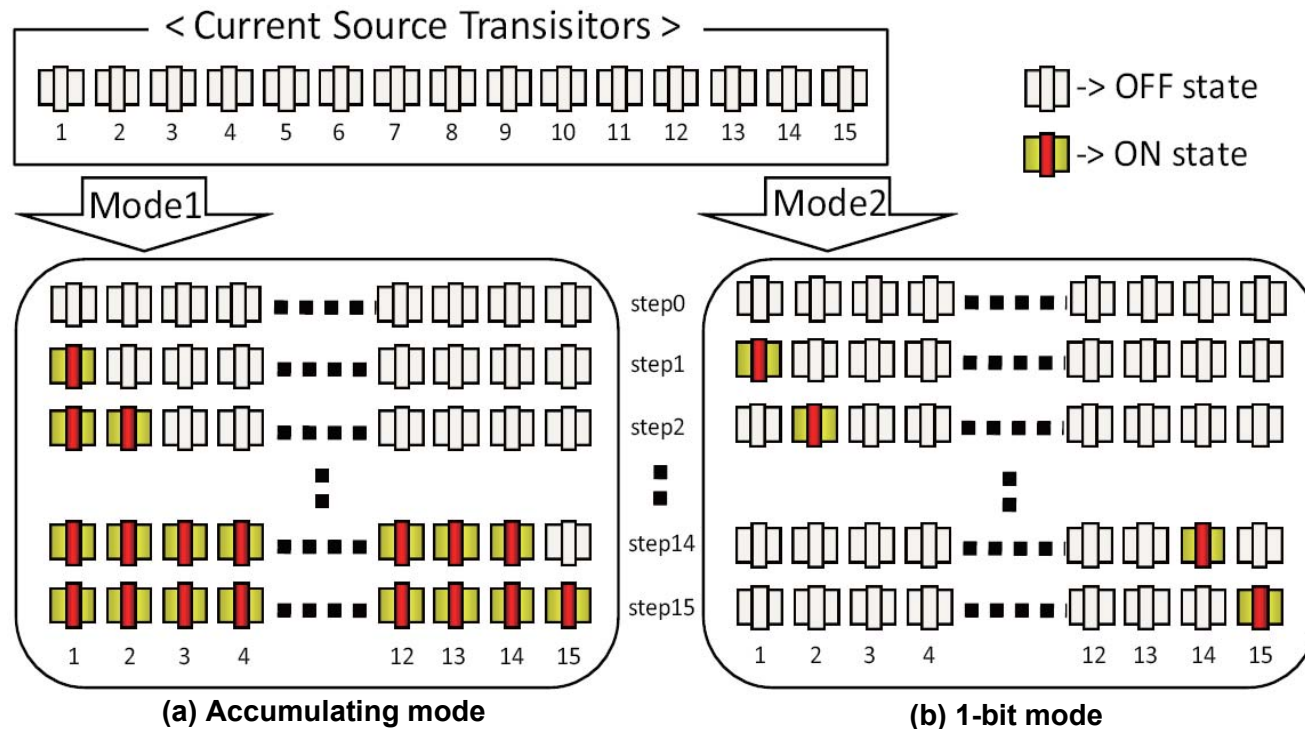 < Current Source Transisitors >
1 2 3 4 5 6 7 8 9 10 11 12 13 14 15
-> OFF state
-> ON state
Mode1
Mode2
step0
step1
step2
step14
step15
1 2 3 4 12 13 14 15
1 2 3 4 12 13 14 15
(a) Accumulating mode
(b) 1-bit mode